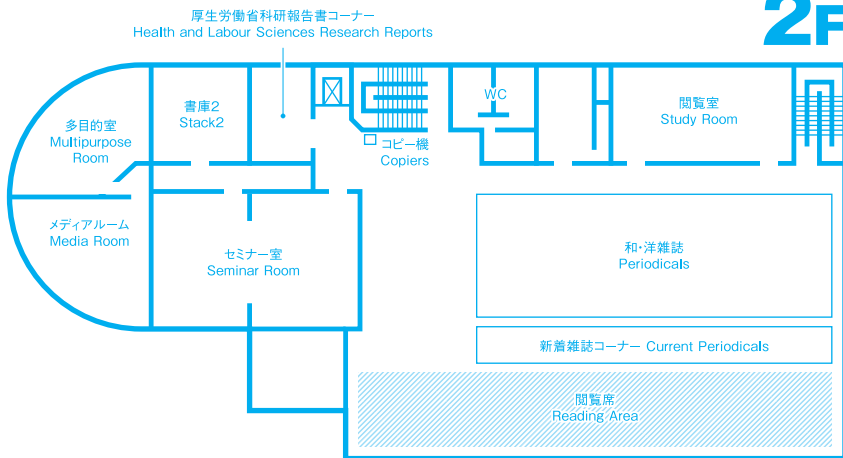 厚生労働省科研報告書コーナー
Health and Labour Sciences Research Reports
2F
多目的室
Multipurpose
Room
書庫2
Stack2
WC
閲覧室
Study Room
コピー機
Copiers
メディアルーム
Media Room
セミナー室
Seminar Room
和・洋雑誌
Periodicals
新着雑誌コーナー Current Periodicals
閲覧席
Reading Area